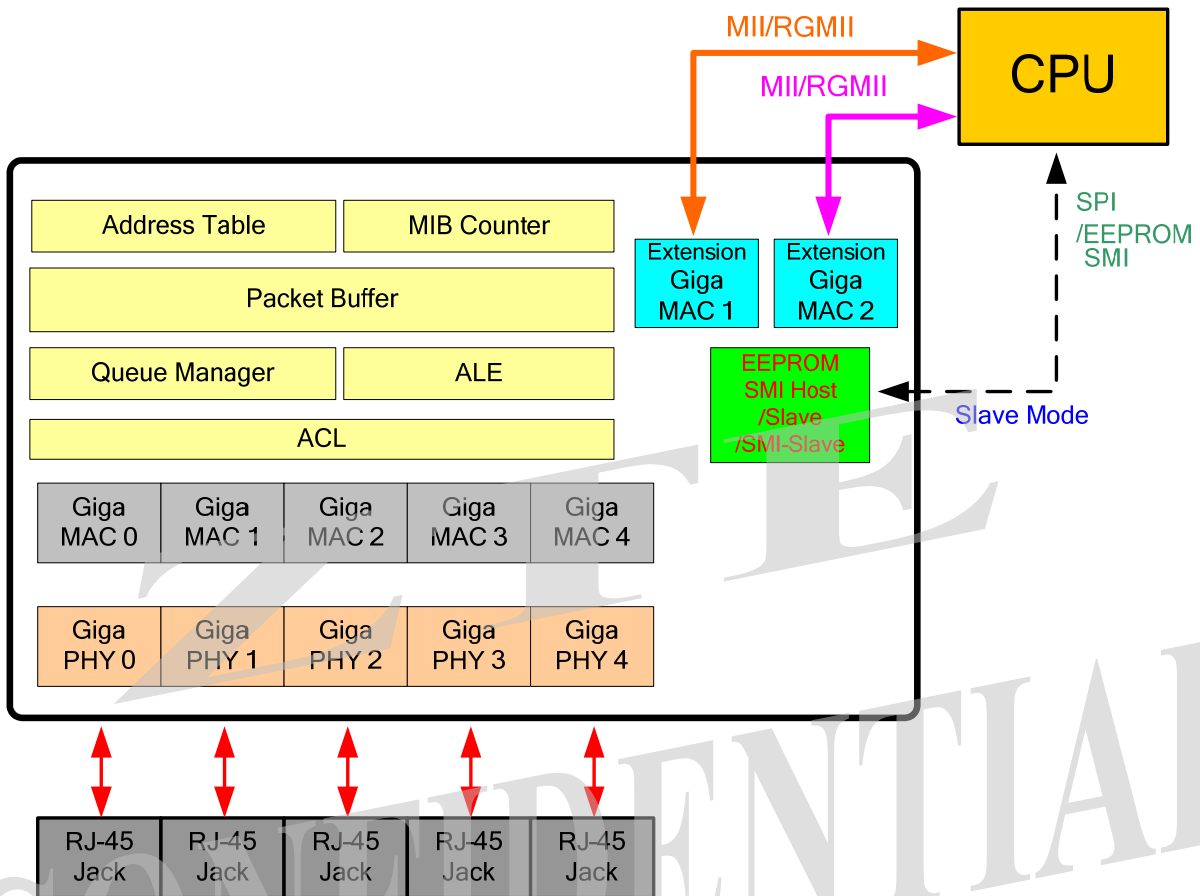 MII/RGMII
MII/RGMII
CPU
SPI
/EEPROM
SMI
Slave Mode
Address Table
MIB Counter
Packet Buffer
Queue Manager
ALE
ACL
Extension
Giga
MAC 1
Extension
Giga
MAC 2
EEPROM
SMI Host
/Slave
/SMI-Slave
Giga
MAC 0
Giga
MAC 1
Giga
MAC 2
Giga
MAC 3
Giga
MAC 4
Giga
PHY 0
Giga
PHY 1
Giga
PHY 2
Giga
PHY 3
Giga
PHY 4
RJ-45
Jack
RJ-45
Jack
RJ-45
Jack
RJ-45
Jack
RJ-45
Jack
ZTE
CONFIDENTIAL